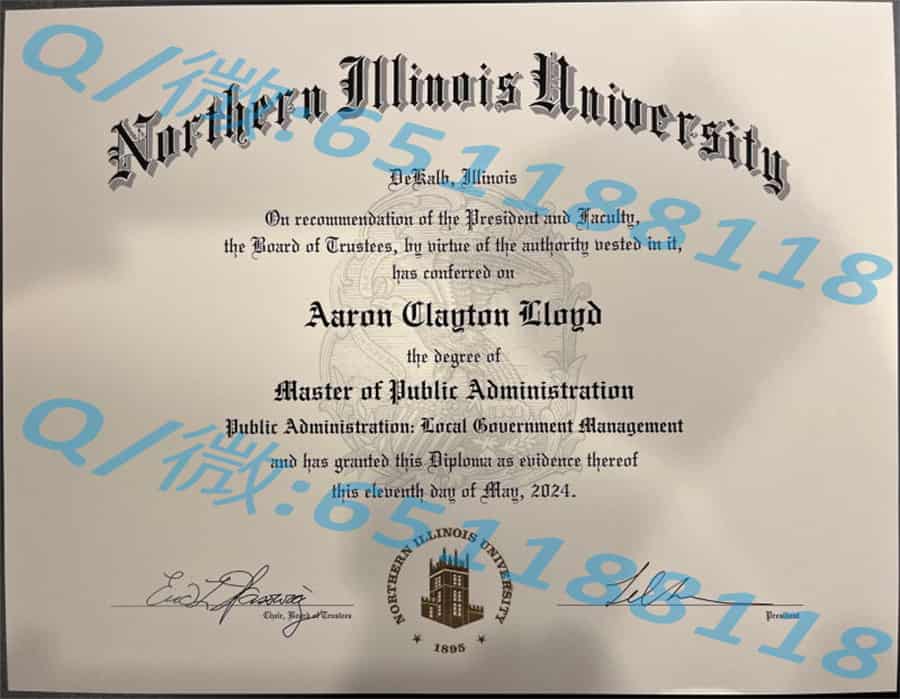 Q/微:651188118
Northern Illinois University
DeKalb, Illinois
On recommendation of the President and Faculty,
the Board of Trustees, by virtue of the authority vested in it,
has conferred on
Aaron Clayton Lloyd
the degree of
Master of Public Administration
Public Administration: Local Government Management
and has granted this Diploma as evidence thereof
this eleventh day of May, 2024.
Q/微:651188118
NORTHERN ILLINOIS UNIVERSITY
1895
Chair, Board of Trustees
President